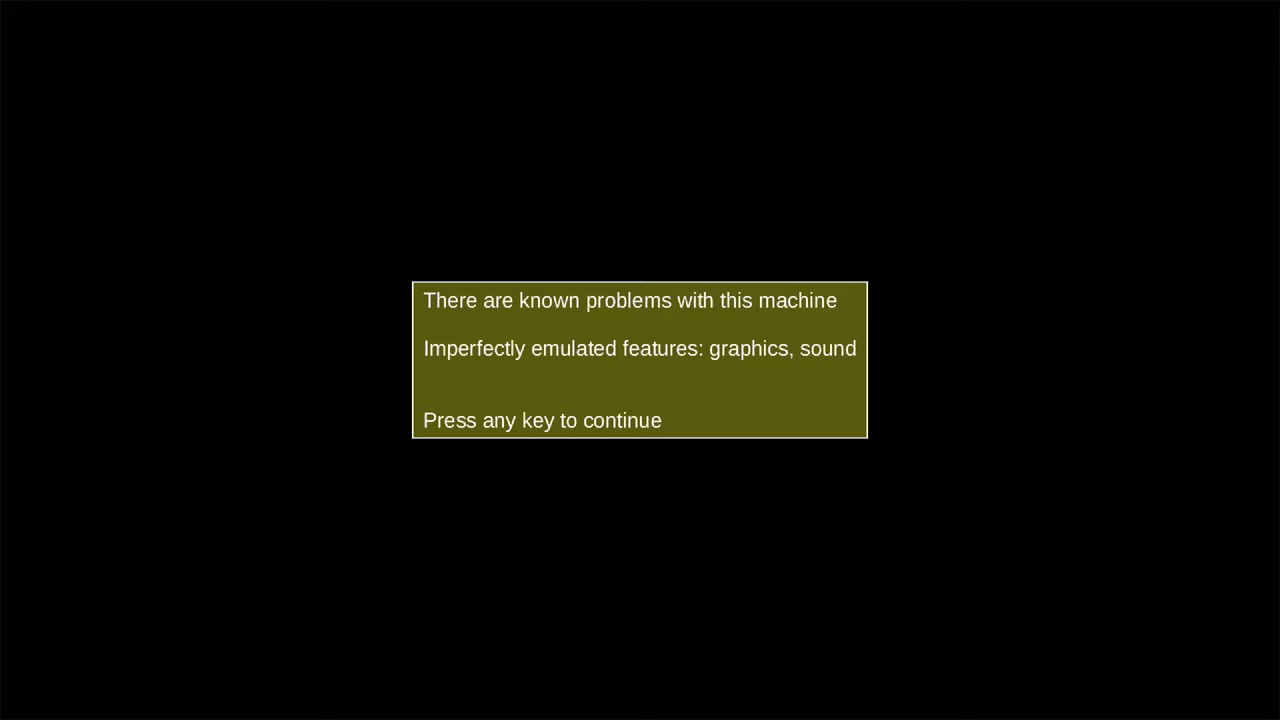 There are known problems with this machine
Imperfectly emulated features: graphics, sound
Press any key to continue